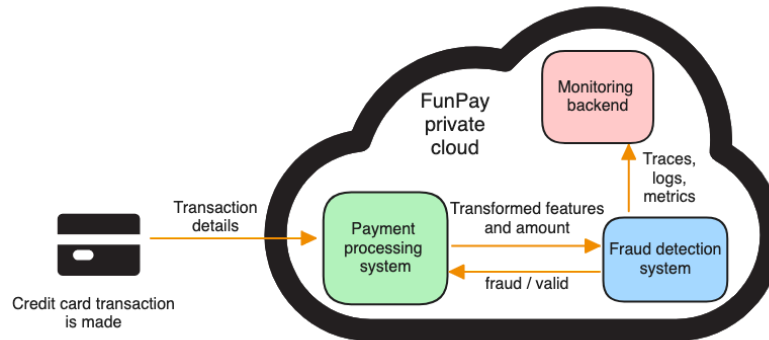 Monitoring
backend
FunPay
private
cloud
Traces,
logs,
metrics
Transaction
details
Transformed features
and amount
Payment
processing
system
Fraud detection
system
fraud / valid
Credit card transaction
is made